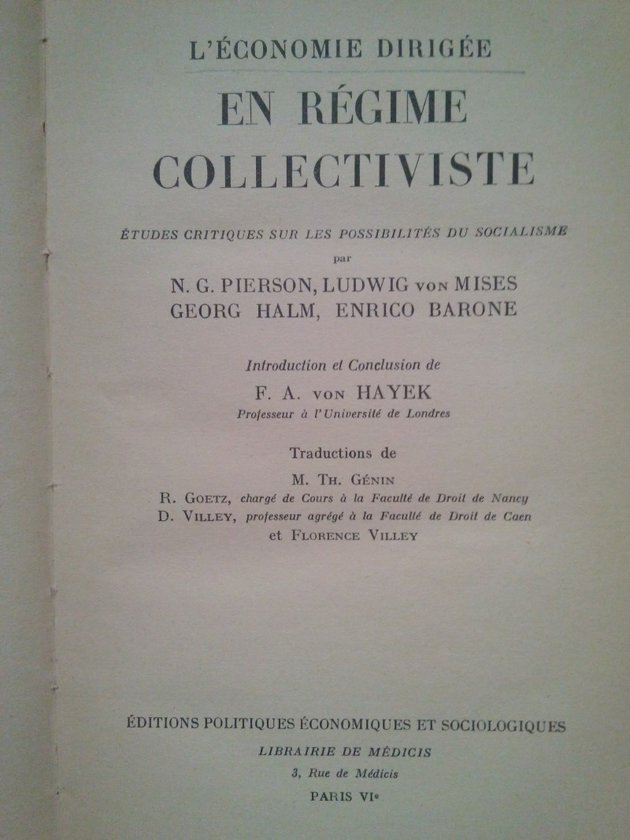 L'ÉCONOMIE DIRIGÉE
EN RÉGIME
COLLECTIVISTE
ÉTUDES CRITIQUES SUR LES POSSIBILITÉS DU SOCIALISME
par
N. G. PIERSON, LUDWIG VON MISES
GEORG HALM, ENRICO BARONE
Introduction et Conclusion de
F. A. VON HAYEK
Professeur à l'Université de Londres
Traductions de
M. TH. GÉNIN
R. GOETZ, chargé de Cours à la Faculté de Droit de Nancy
D. VILLEY, professeur agrégé à la Faculté de Droit de Caen
et FLORENCE VILLEY
ÉDITIONS POLITIQUES ÉCONOMIQUES ET SOCIOLOGIQUES
LIBRAIRIE DE MÉDICIS
3, Rue de Médicis
PARIS VIe